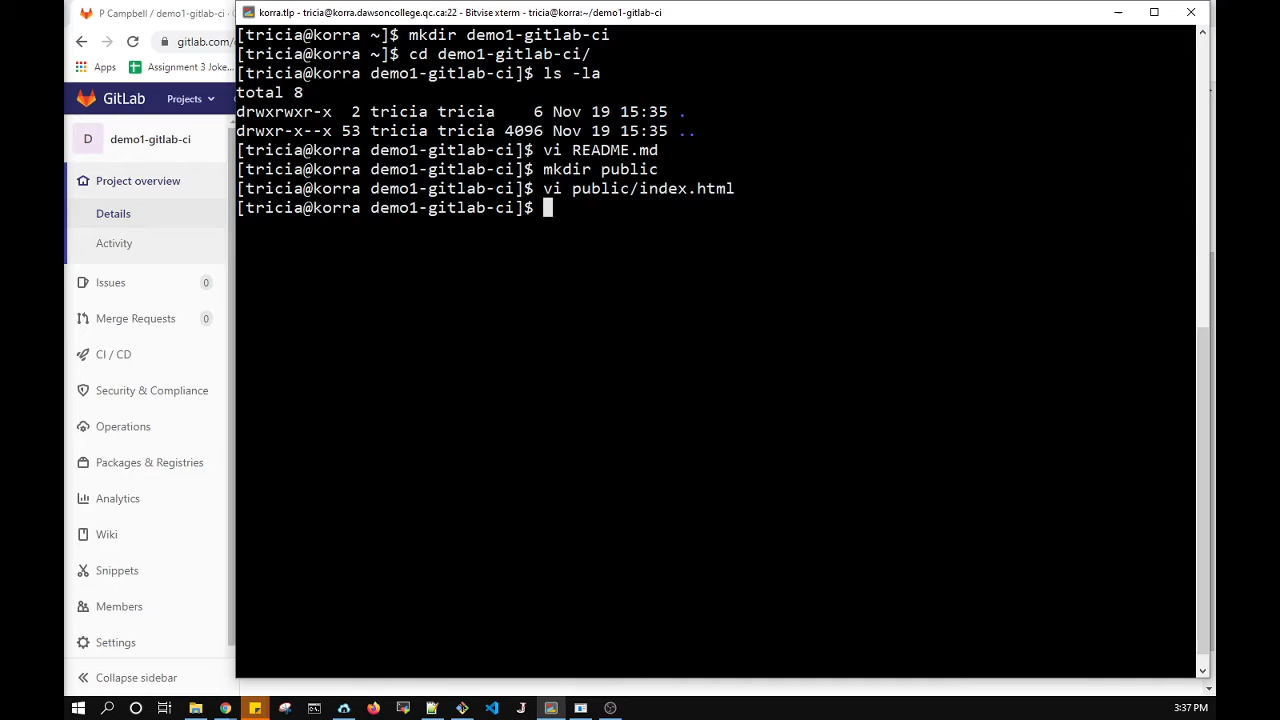 P Campbell / demo1-gitlab-ci
korra.tlp - tricia@korra.dawsoncollege.qc.ca:22 - Bitvise xterm - tricia@korra:~/demo1-gitlab-ci
gitlab.com/
Apps
Assignment 3 Joke...
GitLab
Projects
D
demo1-gitlab-ci
Project overview
Details
Activity
Issues
0
Merge Requests
0
CI / CD
Security & Compliance
Operations
Packages & Registries
Analytics
Wiki
Snippets
Members
Settings
Collapse sidebar
[tricia@korra ~]$ mkdir demo1-gitlab-ci
[tricia@korra ~]$ cd demo1-gitlab-ci/
[tricia@korra demo1-gitlab-ci]$ ls -la
total 8
drwxrwxr-x  2 tricia tricia    6 Nov 19 15:35 .
drwxr-x--x 53 tricia tricia 4096 Nov 19 15:35 ..
[tricia@korra demo1-gitlab-ci]$ vi README.md
[tricia@korra demo1-gitlab-ci]$ mkdir public
[tricia@korra demo1-gitlab-ci]$ vi public/index.html
[tricia@korra demo1-gitlab-ci]$
3:37 PM